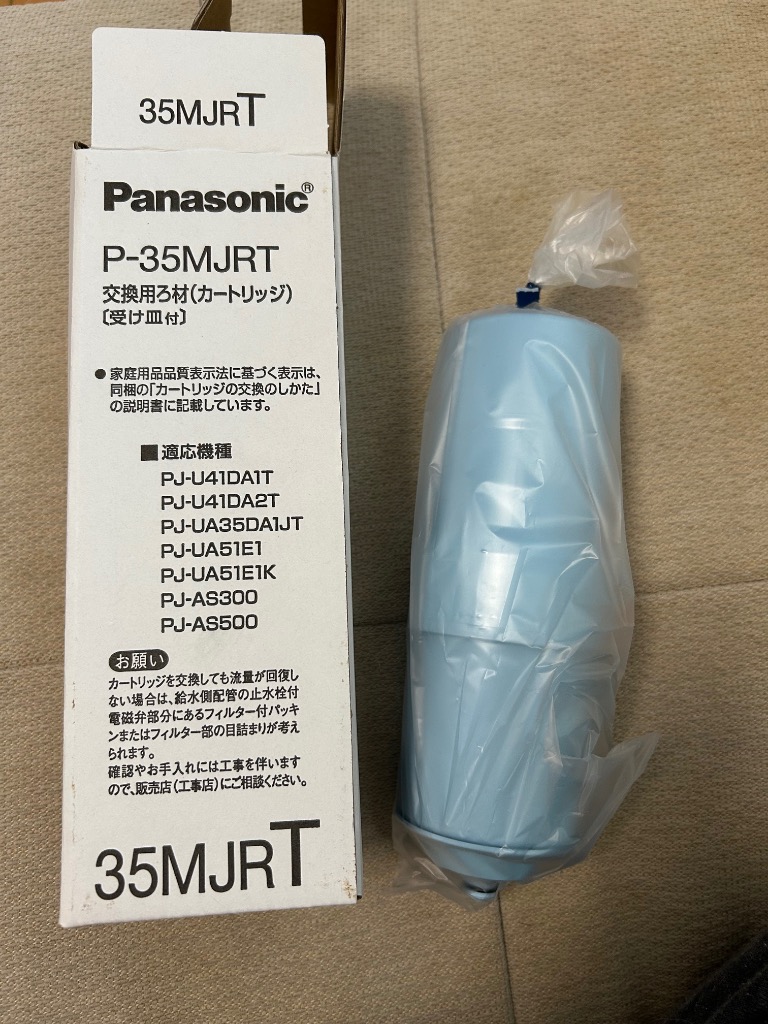 35MJRT
Panasonic®
P-35MJRT
交換用ろ材(カートリッジ)
〔受け皿付〕
●家庭用品品質表示法に基づく表示は、
同梱の「カートリッジの交換のしかた」
の説明書に記載しています。
■適応機種
PJ-U41DA1T
PJ-U41DA2T
PJ-UA35DA1JT
PJ-UA51E1
PJ-UA51E1K
PJ-AS300
PJ-AS500
お願い
カートリッジを交換しても流量が回復し
ない場合は、給水側配管の止水栓付
電磁弁部分にあるフィルター付パッキ
ンまたはフィルター部の目詰まりが考え
られます。
確認やお手入れには工事を伴います
ので、販売店(工事店)にご相談ください。
35MJRT